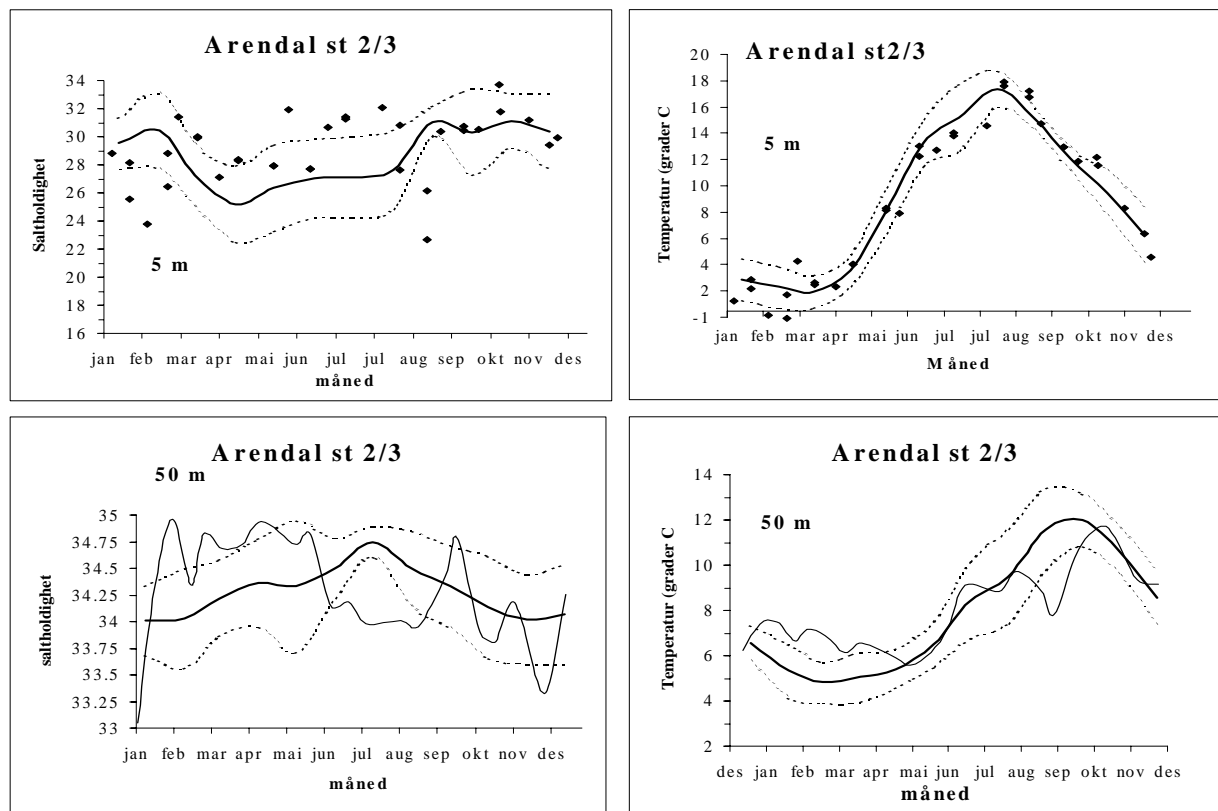 Arendal st 2/3
Saltholdighet
34
32
30
28
26
24
22
20
18
16
5 m
jan feb mar apr mai jun jul jul aug sep okt nov des
måned
Arendal st2/3
Temperatur (grader C
20
18
16
14
12
10
8
6
4
2
-1
5 m
jan feb mar apr mai jun jul jul aug sep okt nov des
Måned
Arendal st 2/3
50 m
saltholdighet
35
34.75
34.5
34.25
34
33.75
33.5
33.25
33
jan feb mar apr mai jun jul aug sep okt nov des
måned
Arendal st 2/3
50 m
Temperatur (grader C
14
12
10
8
6
4
2
des jan feb mar apr mai jun jul aug sep okt nov des
måned